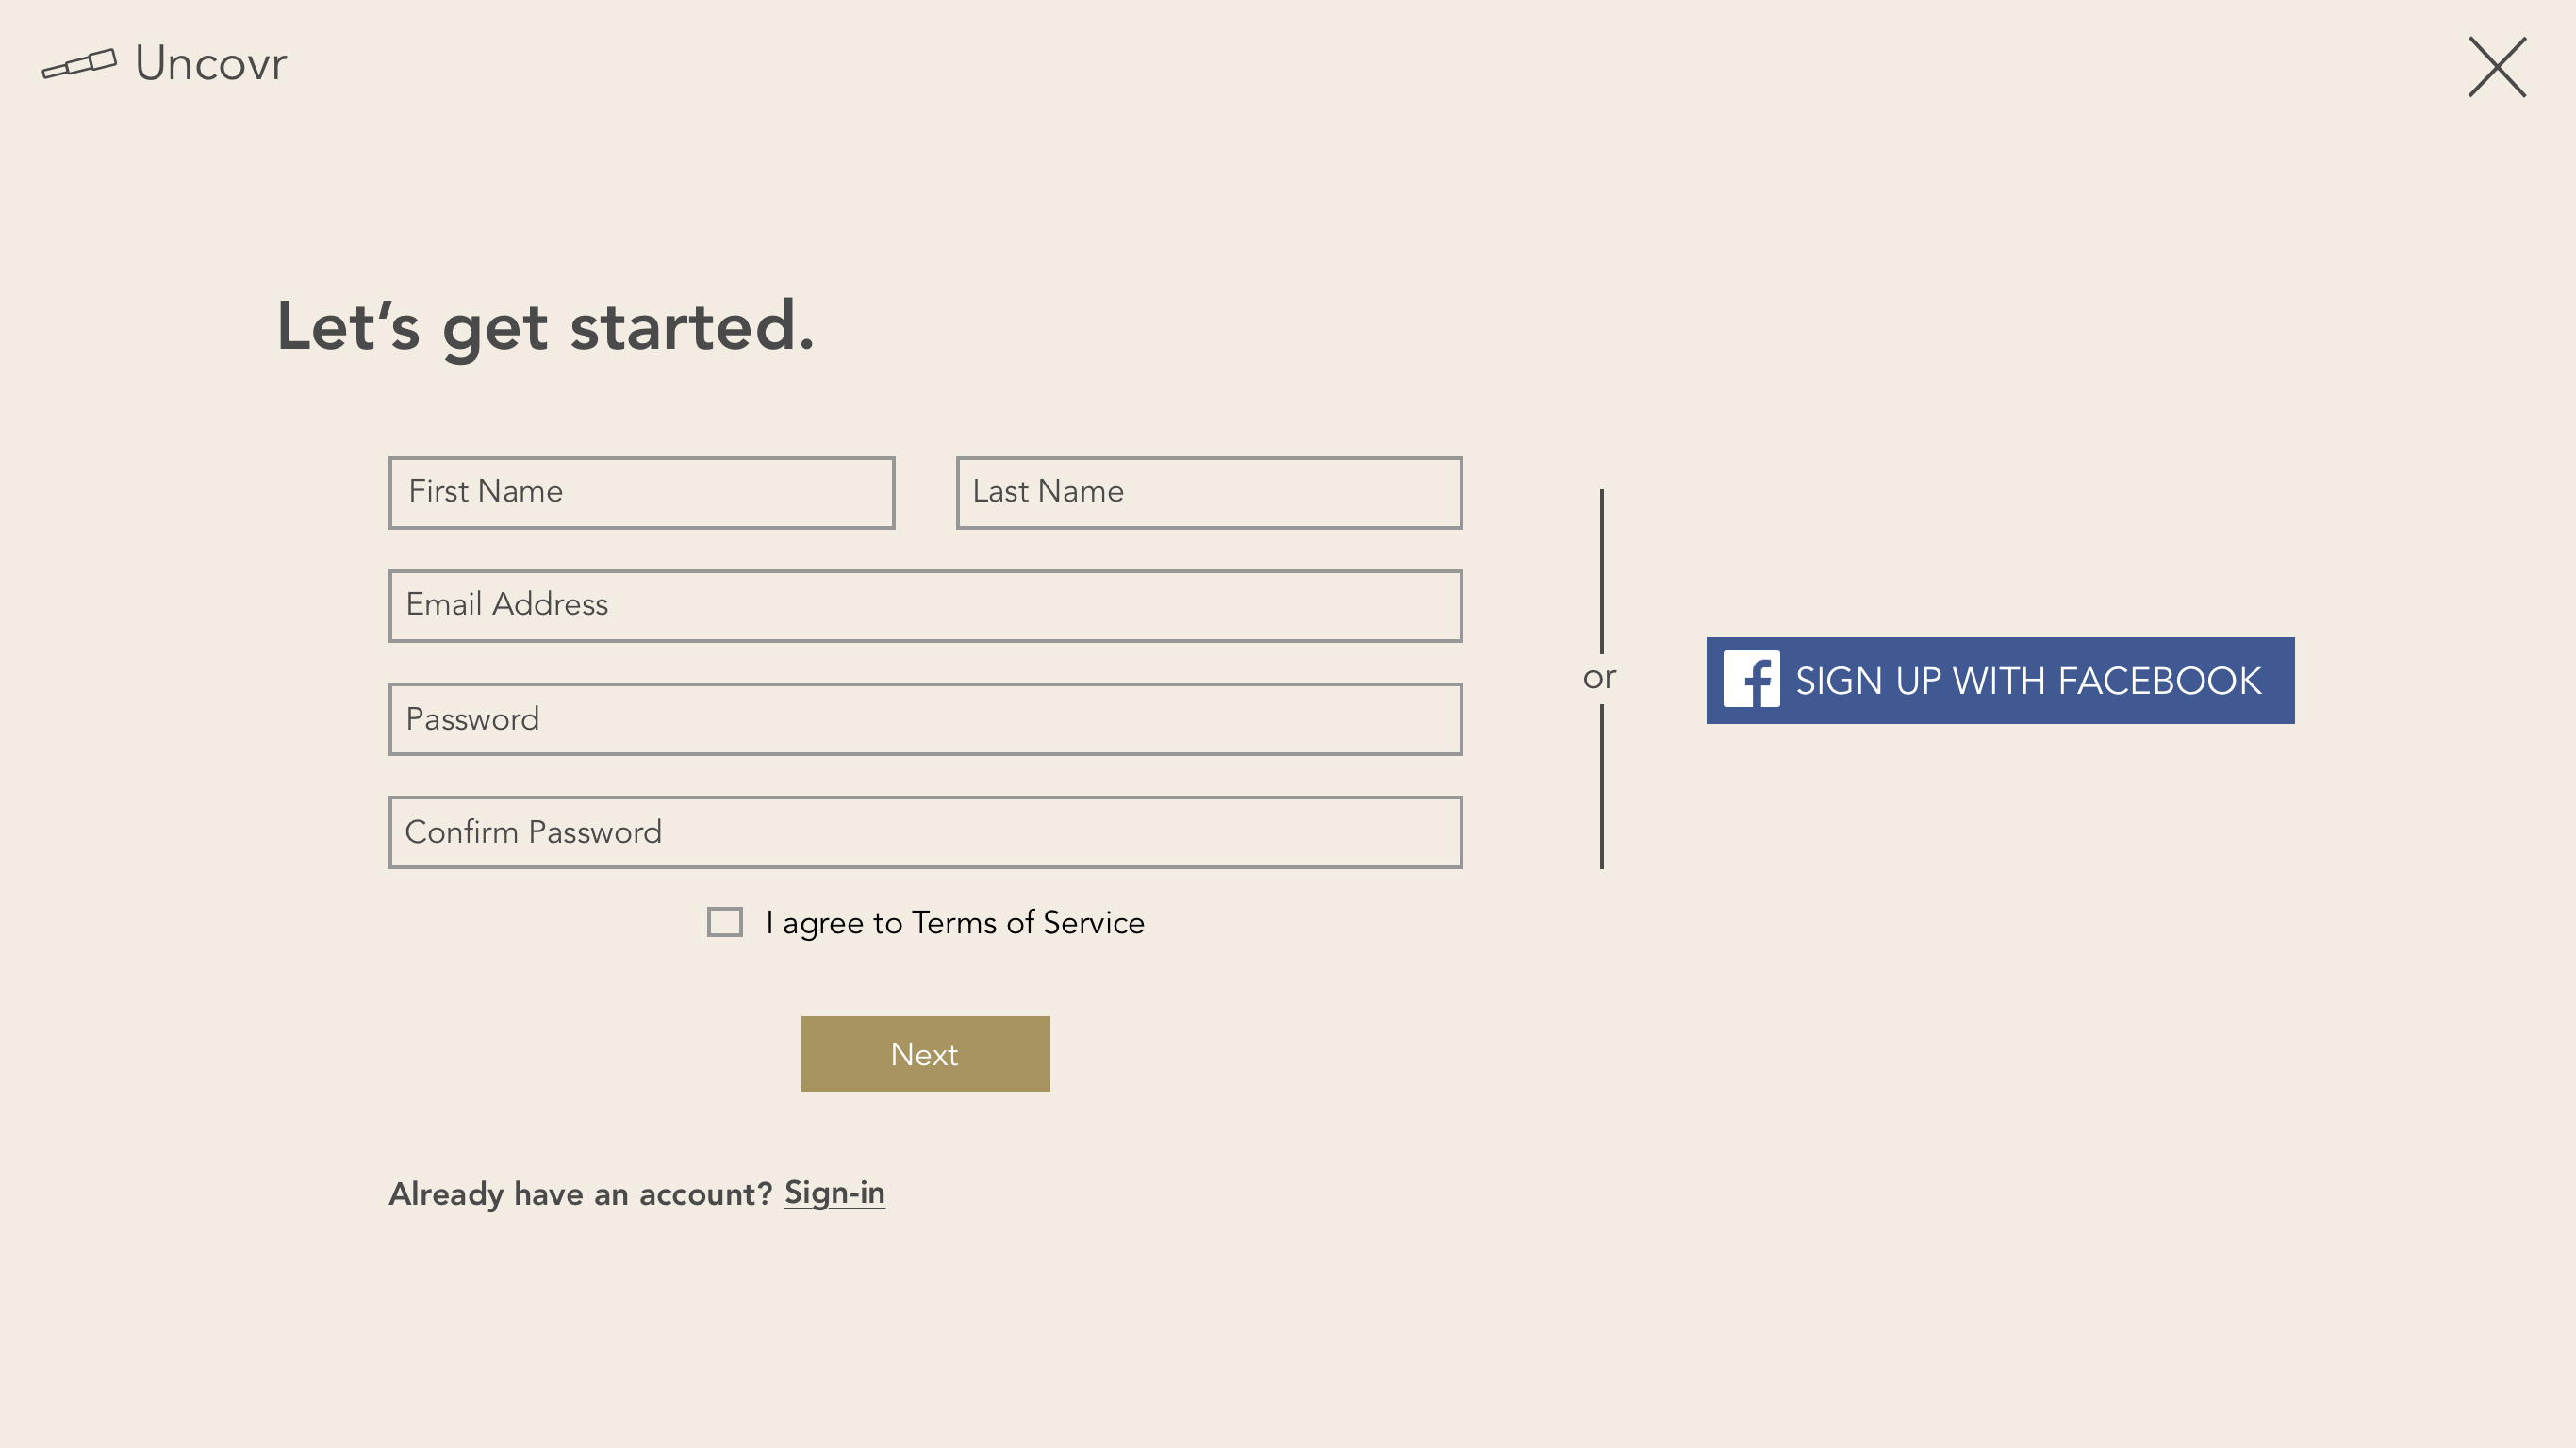 Uncovr
Let's get started.
First Name
Last Name
Email Address
Password
Confirm Password
I agree to Terms of Service
Next
Already have an account? Sign-in
or
SIGN UP WITH FACEBOOK